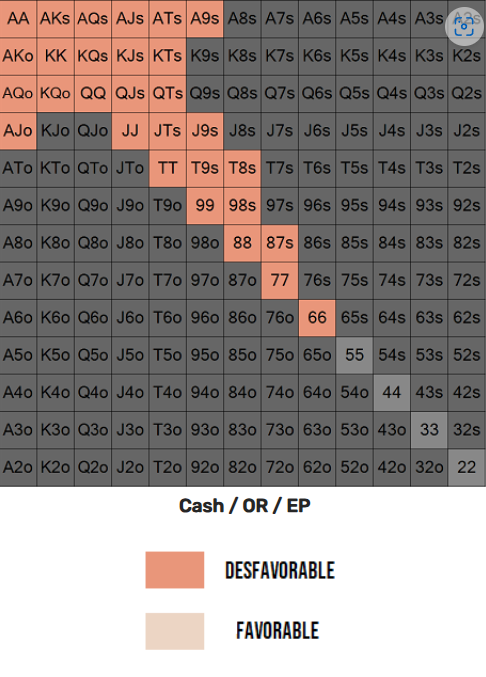 AA AKs AQs AJs ATs A9s A8s A7s A6s A5s A4s A3s A2s
AKo KK KQs KJs KTs K9s K8s K7s K6s K5s K4s K3s K2s
AQo KQo QQ QJs QTs Q9s Q8s Q7s Q6s Q5s Q4s Q3s Q2s
AJo KJo QJo JJ JTs J9s J8s J7s J6s J5s J4s J3s J2s
ATo KTo QTo JTo TT T9s T8s T7s T6s T5s T4s T3s T2s
A9o K9o Q9o J9o T9o 99 98s 97s 96s 95s 94s 93s 92s
A8o K8o Q8o J8o T8o 98o 88 87s 86s 85s 84s 83s 82s
A7o K7o Q7o J7o T7o 97o 87o 77 76s 75s 74s 73s 72s
A6o K6o Q6o J6o T6o 96o 86o 76o 66 65s 64s 63s 62s
A5o K5o Q5o J5o T5o 95o 85o 75o 65o 55 54s 53s 52s
A4o K4o Q4o J4o T4o 94o 84o 74o 64o 54o 44 43s 42s
A3o K3o Q3o J3o T3o 93o 83o 73o 63o 53o 43o 33 32s
A2o K2o Q2o J2o T2o 92o 82o 72o 62o 52o 42o 32o 22
Cash / OR / EP
DESFAVORABLE
FAVORABLE